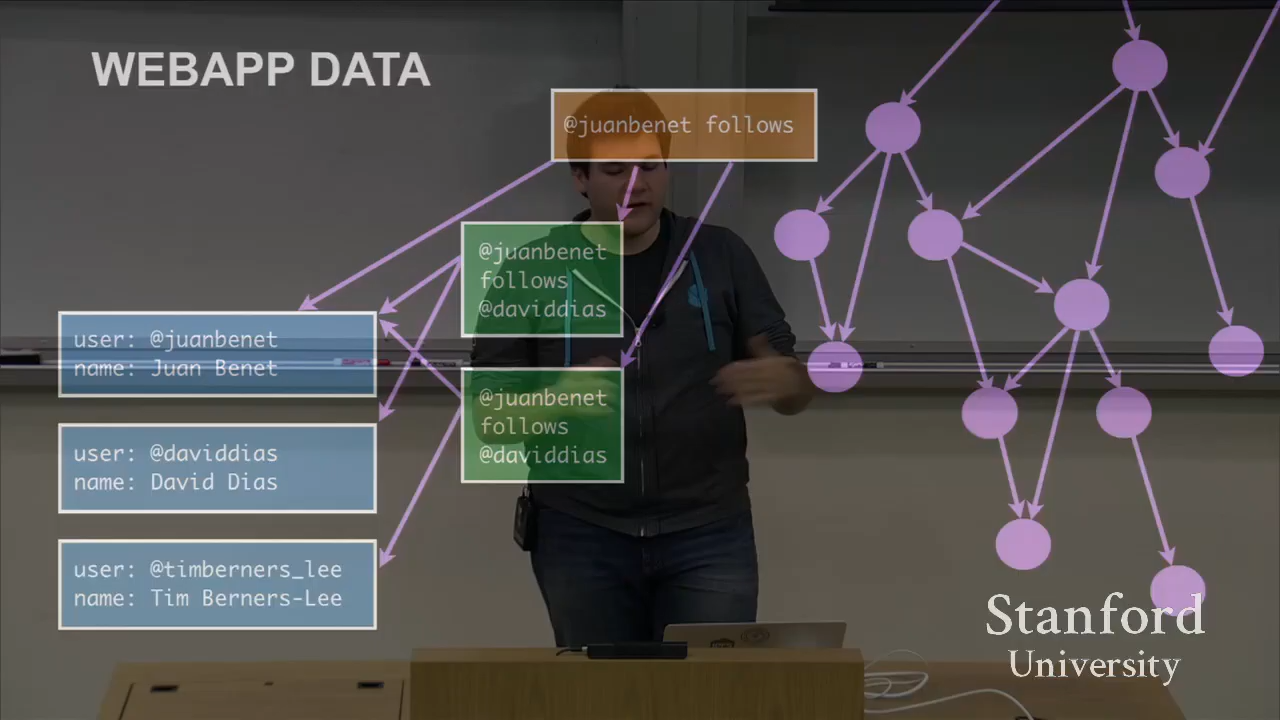 WEBAPP DATA
@juanbenet follows
@juanbenet
follows
@daviddias
user: @juanbenet
name: Juan Benet
@juanbenet
follows
@daviddias
user: @daviddias
name: David Dias
user: @timberners_lee
name: Tim Berners-Lee
Stanford
University